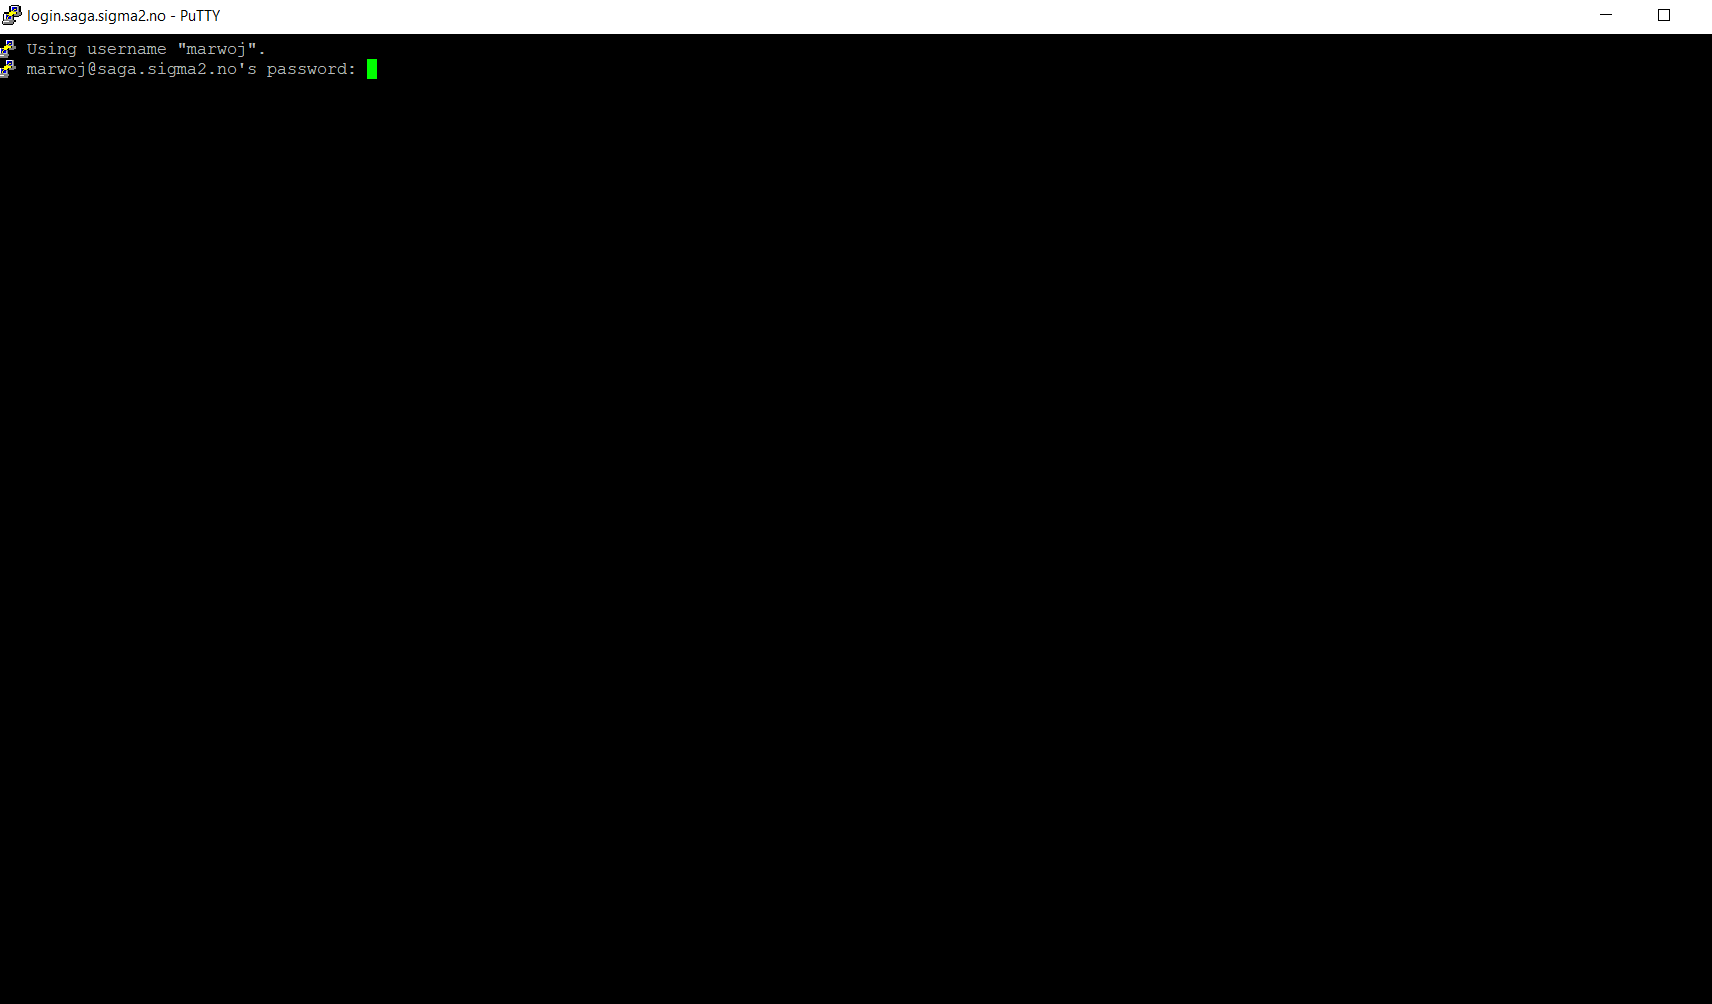 login.saga.sigma2.no - PuTTY
Using username "marwoj".
marwoj@saga.sigma2.no's password: